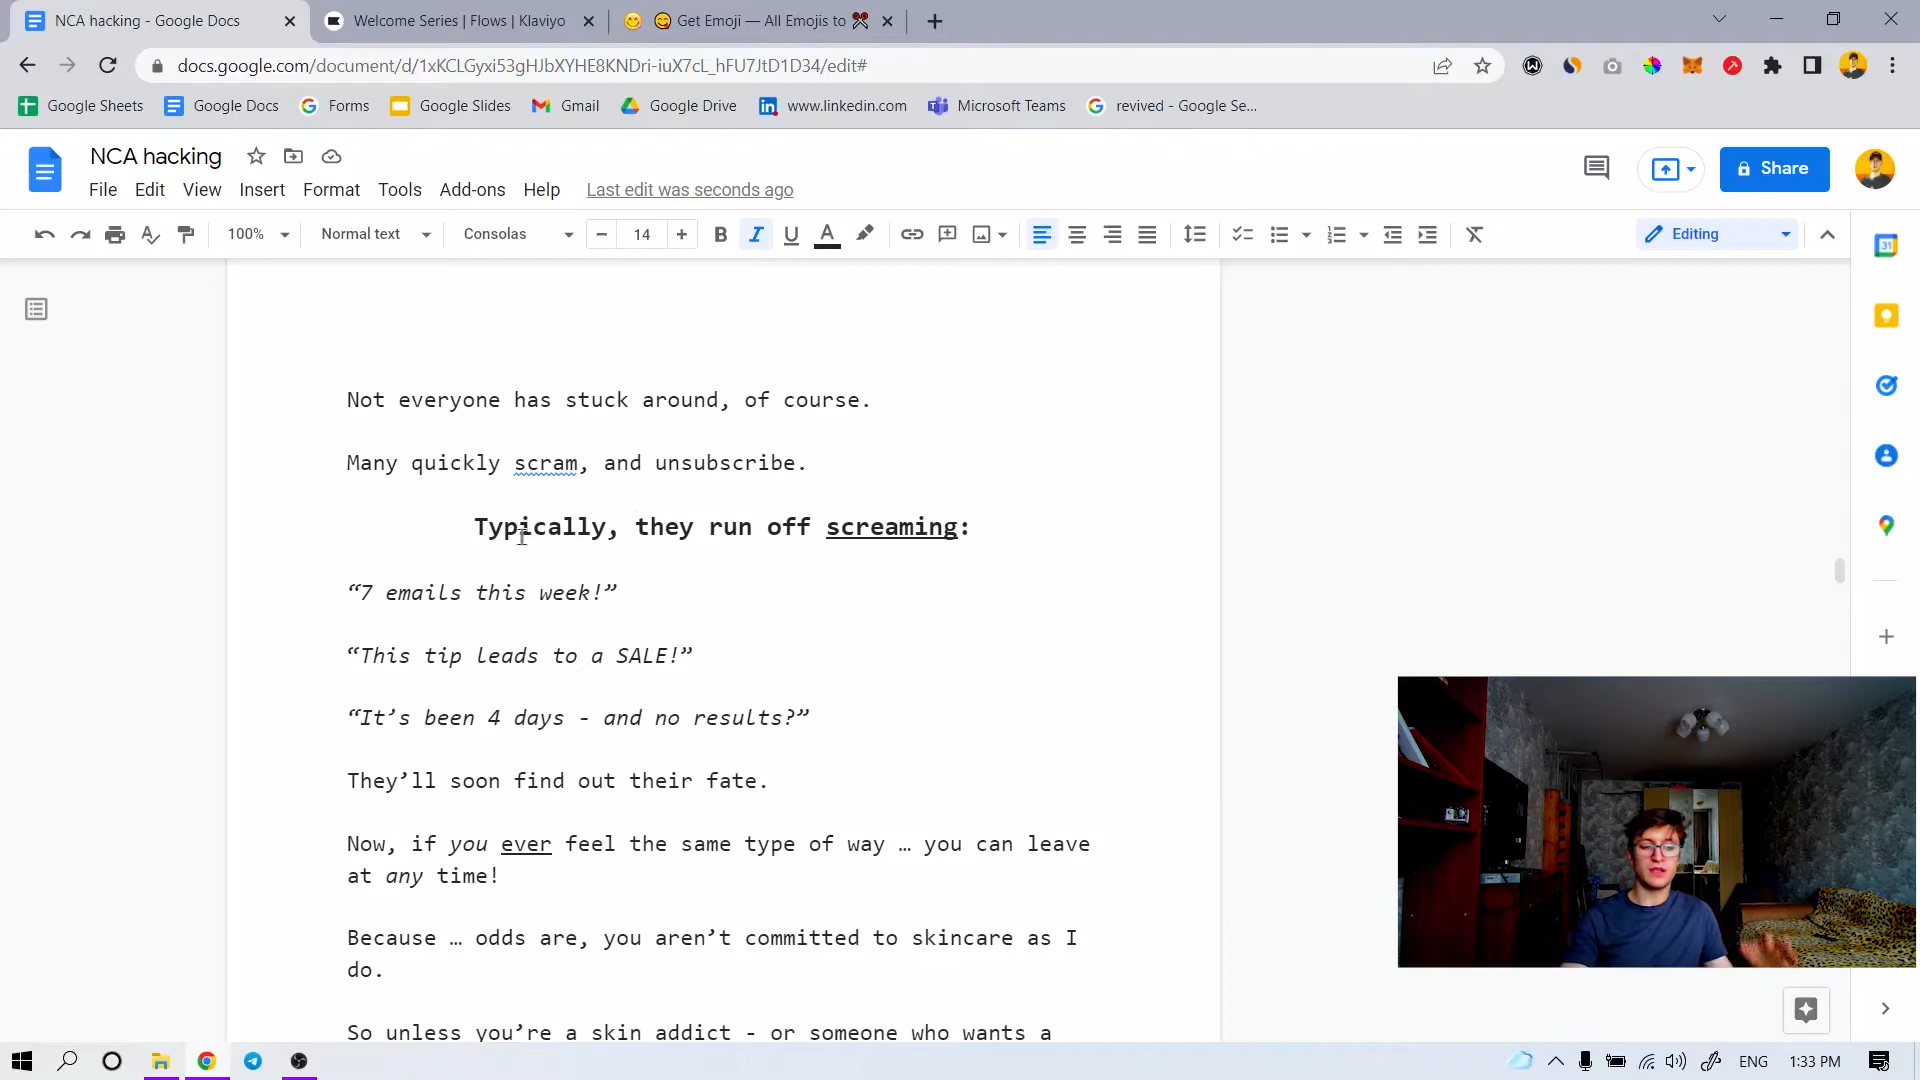 NCA hacking - Google Docs
Welcome Series | Flows | Klaviyo
😋 Get Emoji — All Emojis to ✂
docs.google.com/document/d/1xKCLGyxi53gHJbXYHE8KNDri-iuX7cL_hFU7JtD1D34/edit#
Google Sheets
Google Docs
Forms
Google Slides
Gmail
Google Drive
www.linkedin.com
Microsoft Teams
revived - Google Se...
NCA hacking
File Edit View Insert Format Tools Add-ons Help Last edit was seconds ago
Share
100% Normal text Consolas 14 B I U A Editing
31
Not everyone has stuck around, of course.
Many quickly scram, and unsubscribe.
Typically, they run off screaming:
“7 emails this week!”
“This tip leads to a SALE!”
“It’s been 4 days - and no results?”
They’ll soon find out their fate.
Now, if you ever feel the same type of way … you can leave
at any time!
Because … odds are, you aren’t committed to skincare as I
do.
So unless you’re a skin addict - or someone who wants a
ENG 1:33 PM